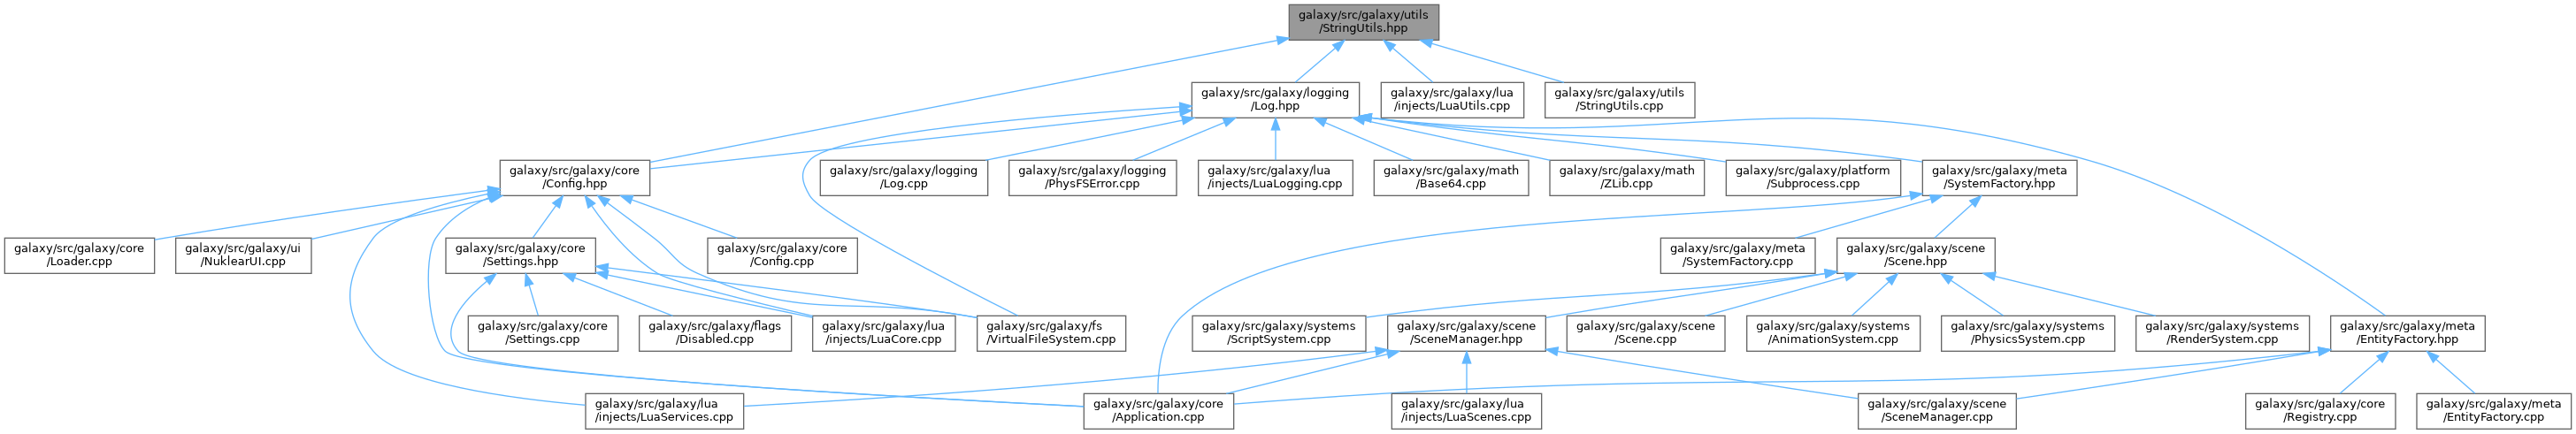 galaxy/src/galaxy/utils
/StringUtils.hpp
galaxy/src/galaxy/logging
/Log.hpp
galaxy/src/galaxy/lua
/injects/LuaUtils.cpp
galaxy/src/galaxy/utils
/StringUtils.cpp
galaxy/src/galaxy/core
/Config.hpp
galaxy/src/galaxy/logging
/Log.cpp
galaxy/src/galaxy/logging
/PhysFSError.cpp
galaxy/src/galaxy/lua
/injects/LuaLogging.cpp
galaxy/src/galaxy/math
/Base64.cpp
galaxy/src/galaxy/math
/ZLib.cpp
galaxy/src/galaxy/platform
/Subprocess.cpp
galaxy/src/galaxy/meta
/SystemFactory.hpp
galaxy/src/galaxy/core
/Loader.cpp
galaxy/src/galaxy/ui
/NuklearUI.cpp
galaxy/src/galaxy/core
/Settings.hpp
galaxy/src/galaxy/core
/Config.cpp
galaxy/src/galaxy/meta
/SystemFactory.cpp
galaxy/src/galaxy/scene
/Scene.hpp
galaxy/src/galaxy/core
/Settings.cpp
galaxy/src/galaxy/flags
/Disabled.cpp
galaxy/src/galaxy/lua
/injects/LuaCore.cpp
galaxy/src/galaxy/fs
/VirtualFileSystem.cpp
galaxy/src/galaxy/systems
/ScriptSystem.cpp
galaxy/src/galaxy/scene
/SceneManager.hpp
galaxy/src/galaxy/scene
/Scene.cpp
galaxy/src/galaxy/systems
/AnimationSystem.cpp
galaxy/src/galaxy/systems
/PhysicsSystem.cpp
galaxy/src/galaxy/systems
/RenderSystem.cpp
galaxy/src/galaxy/meta
/EntityFactory.hpp
galaxy/src/galaxy/lua
/injects/LuaServices.cpp
galaxy/src/galaxy/core
/Application.cpp
galaxy/src/galaxy/lua
/injects/LuaScenes.cpp
galaxy/src/galaxy/scene
/SceneManager.cpp
galaxy/src/galaxy/core
/Registry.cpp
galaxy/src/galaxy/meta
/EntityFactory.cpp